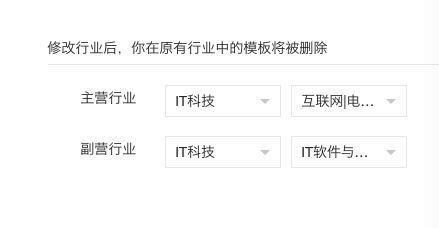 修改行业后，你在原有行业中的模板将被删除
主营行业 IT科技 互联网|电...
副营行业 IT科技 IT软件与...